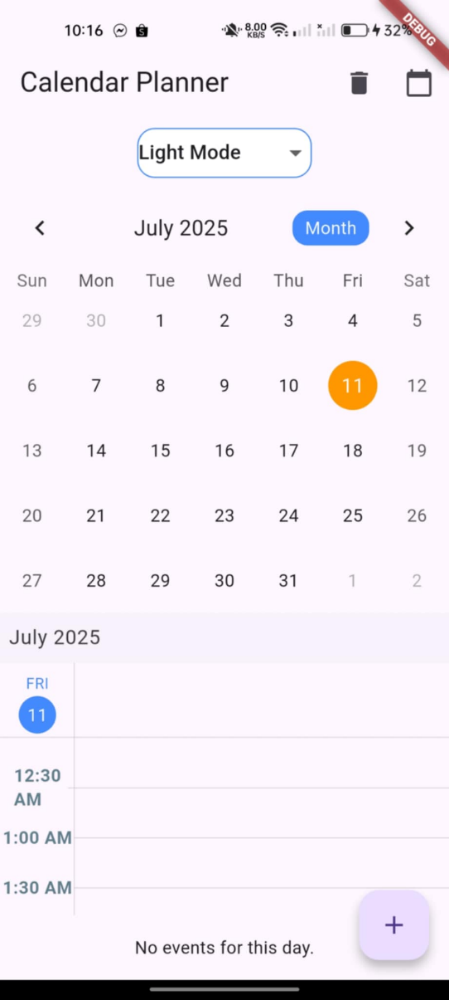 10:16 8.00 KB/S 32%
DEBUG
Calendar Planner
Light Mode
July 2025 Month
Sun Mon Tue Wed Thu Fri Sat
29 30 1 2 3 4 5
6 7 8 9 10 11 12
13 14 15 16 17 18 19
20 21 22 23 24 25 26
27 28 29 30 31 1 2
July 2025
FRI
11
12:30
AM
1:00 AM
1:30 AM
No events for this day.